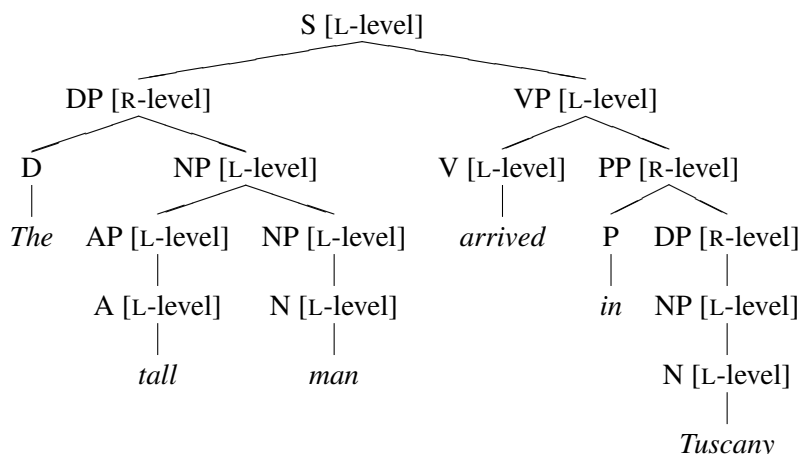 S [L-level]
DP [R-level] VP [L-level]
D NP [L-level] V [L-level] PP [R-level]
The AP [L-level] NP [L-level] arrived P DP [R-level]
A [L-level] N [L-level] in NP [L-level]
tall man N [L-level]
Tuscany